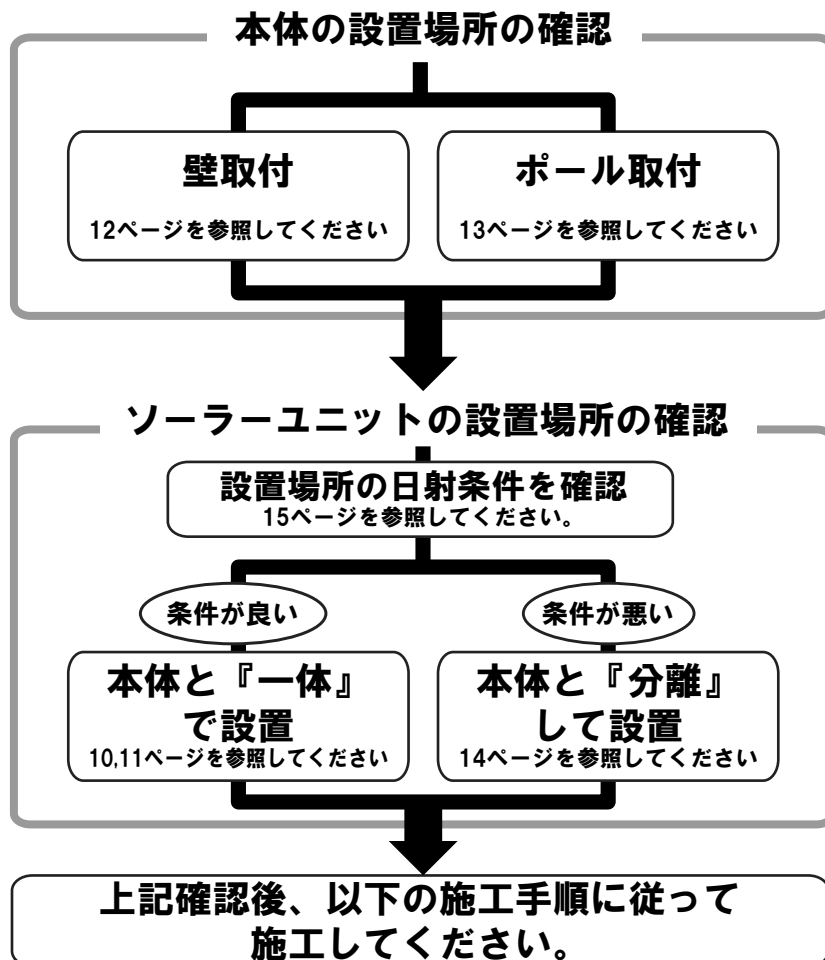 本体の設置場所の確認
壁取付
12ページを参照してください
ポール取付
13ページを参照してください
ソーラーユニットの設置場所の確認
設置場所の日射条件を確認
15ページを参照してください。
条件が良い
条件が悪い
本体と『一体』
で設置
10,11ページを参照してください
本体と『分離』
して設置
14ページを参照してください
上記確認後、以下の施工手順に従って
施工してください。